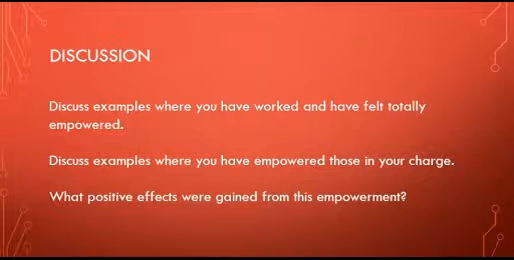 DISCUSSION
Discuss examples where you have worked and have felt totally
empowered.
Discuss examples where you have empowered those in your charge.
What positive effects were gained from this empowerment?